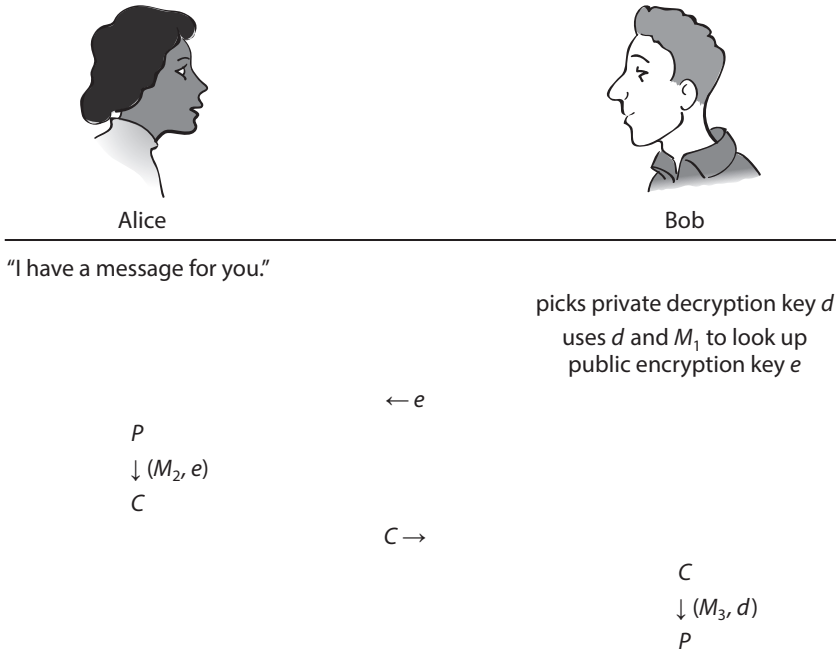 Alice
Bob
“I have a message for you.”
picks private decryption key d
uses d and M₁ to look up
public encryption key e
← e
P
↓ (M₂, e)
C
C →
C
↓ (M₃, d)
P